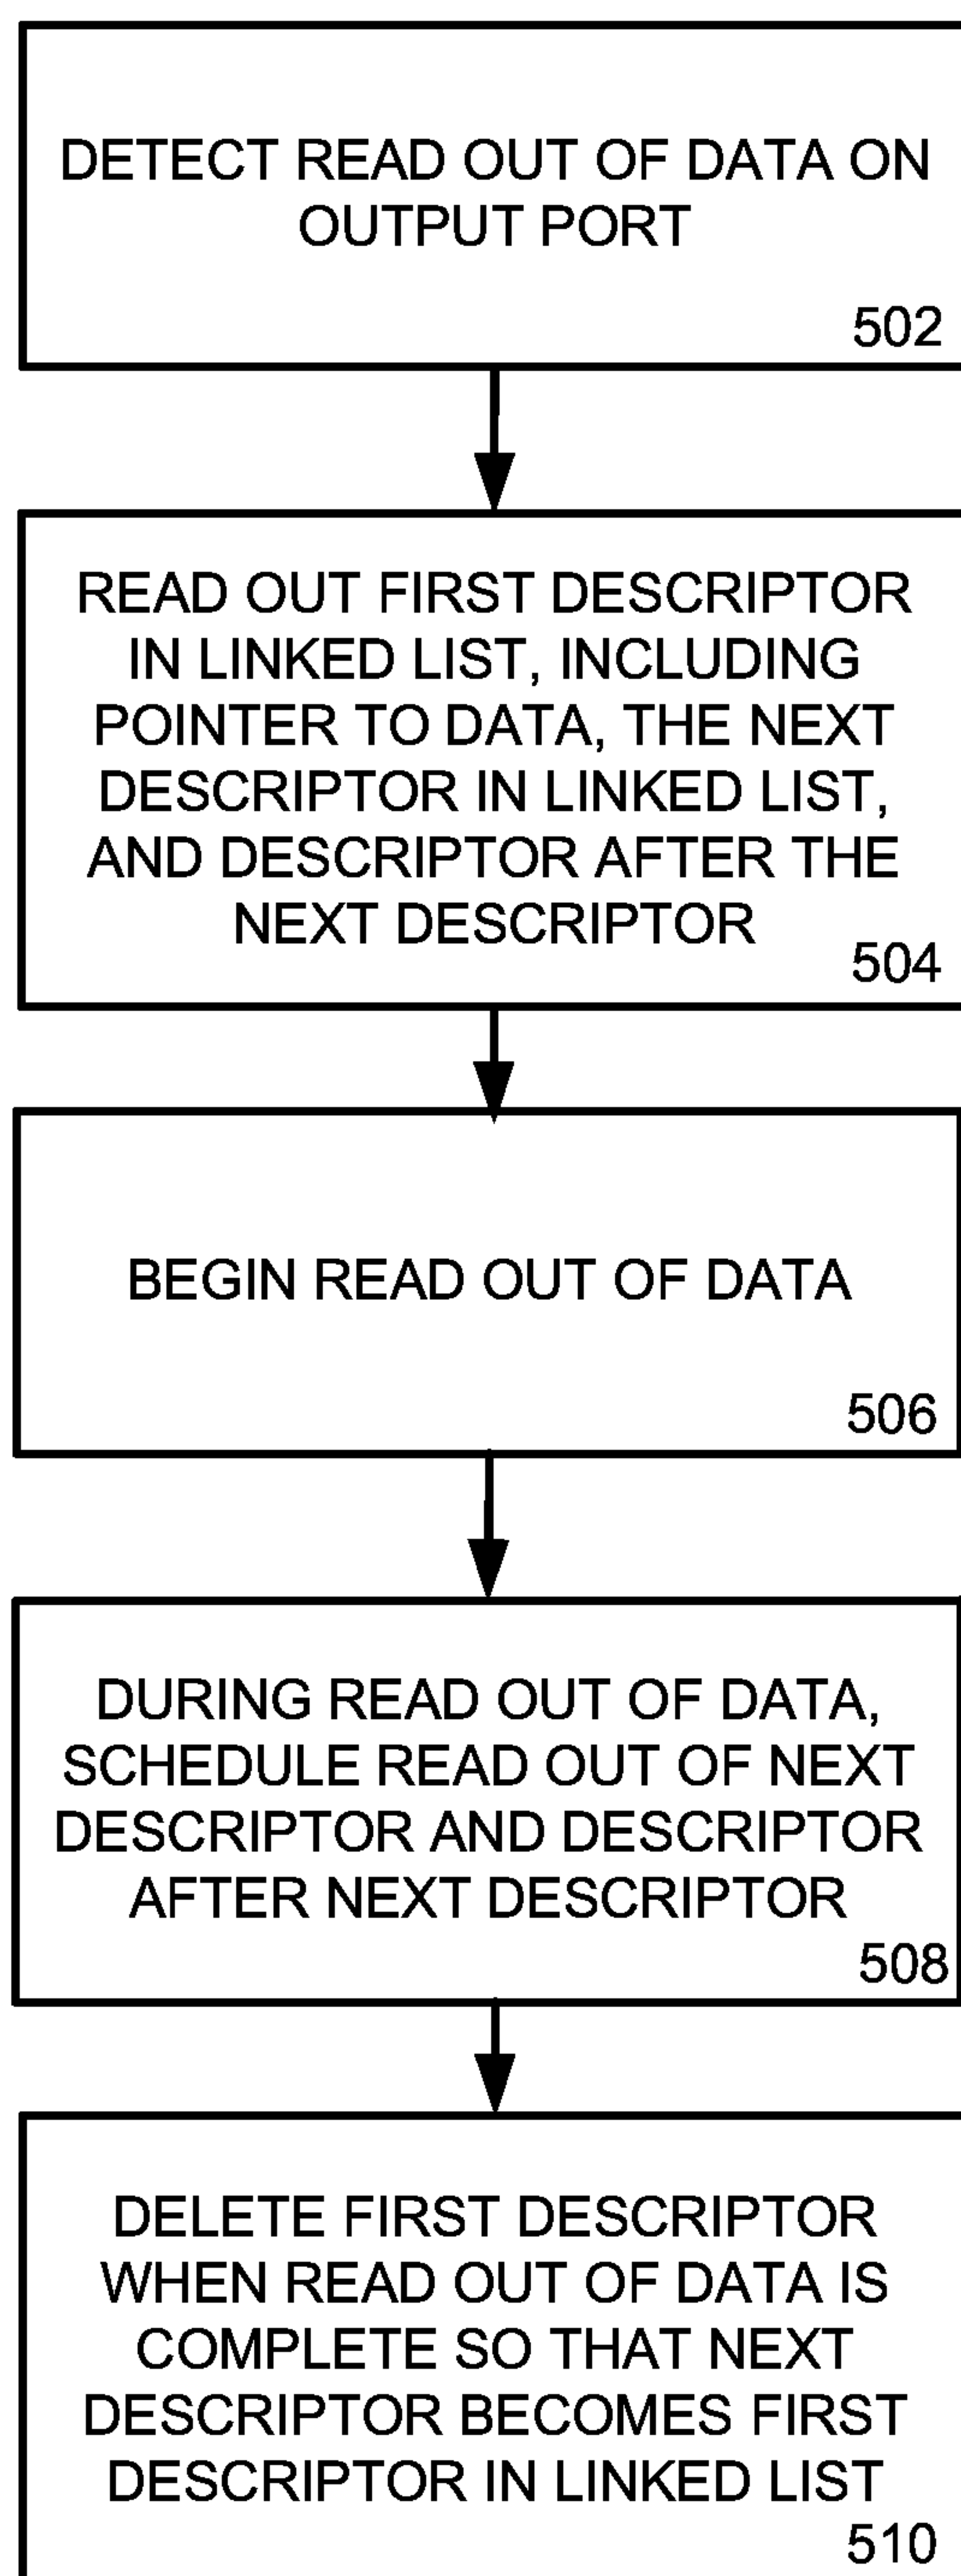 DETECT READ OUT OF DATA ON
OUTPUT PORT
502
READ OUT FIRST DESCRIPTOR
IN LINKED LIST, INCLUDING
POINTER TO DATA, THE NEXT
DESCRIPTOR IN LINKED LIST,
AND DESCRIPTOR AFTER THE
NEXT DESCRIPTOR
504
BEGIN READ OUT OF DATA
506
DURING READ OUT OF DATA,
SCHEDULE READ OUT OF NEXT
DESCRIPTOR AND DESCRIPTOR
AFTER NEXT DESCRIPTOR
508
DELETE FIRST DESCRIPTOR
WHEN READ OUT OF DATA IS
COMPLETE SO THAT NEXT
DESCRIPTOR BECOMES FIRST
DESCRIPTOR IN LINKED LIST
510